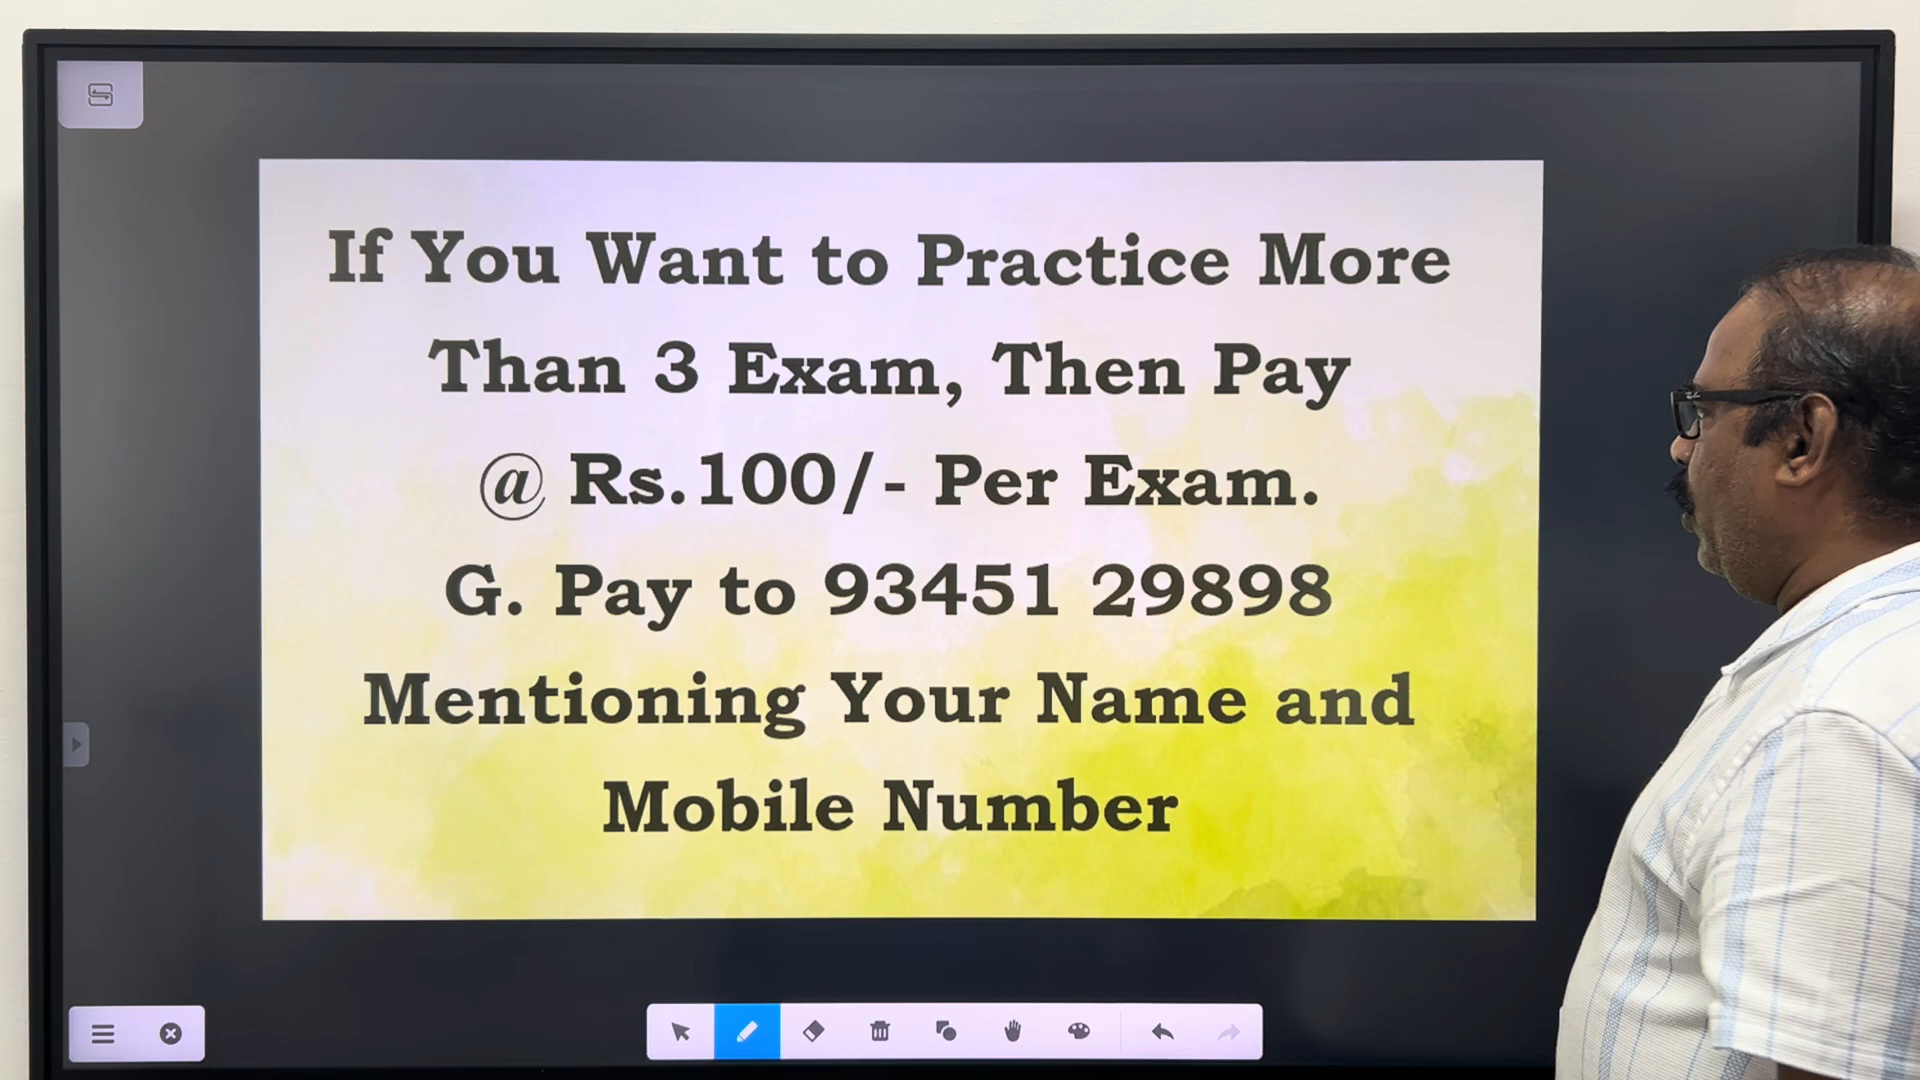 If You Want to Practice More
Than 3 Exam, Then Pay
@ Rs.100/- Per Exam.
G. Pay to 93451 29898
Mentioning Your Name and
Mobile Number